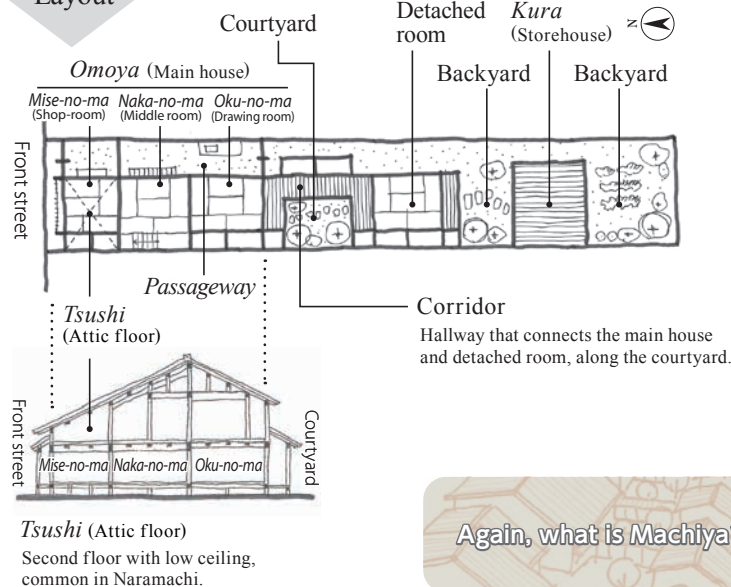 Layout
Courtyard
Detached
room
Kura
(Storehouse)
N
Omoya (Main house)
Backyard
Backyard
Mise-no-ma
(Shop-room)
Naka-no-ma
(Middle room)
Oku-no-ma
(Drawing room)
Front street
Passageway
Tsushi
(Attic floor)
Corridor
Hallway that connects the main house
and detached room, along the courtyard.
Front street
Mise-no-ma
Naka-no-ma
Oku-no-ma
Courtyard
Tsushi (Attic floor)
Second floor with low ceiling,
common in Naramachi.
Again, what is Machiya?